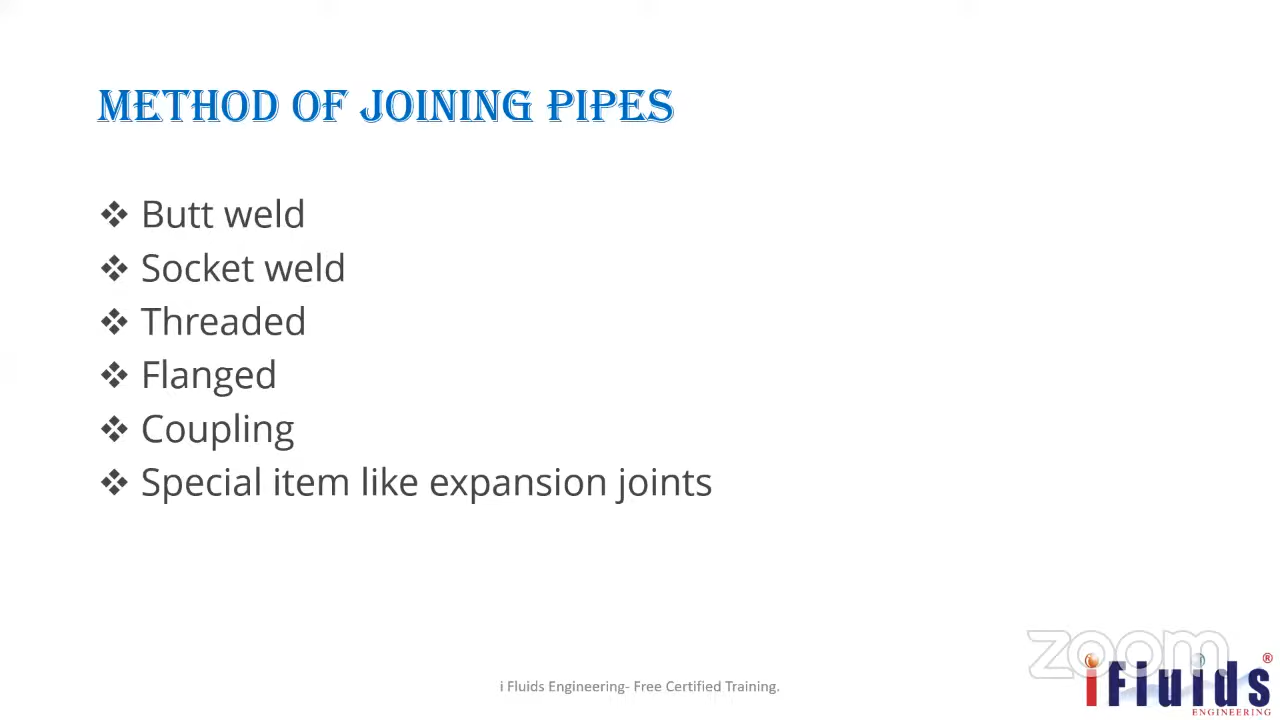 METHOD OF JOINING PIPES
❖ Butt weld
❖ Socket weld
❖ Threaded
❖ Flanged
❖ Coupling
❖ Special item like expansion joints
zoom
iFluids®
ENGINEERING
i Fluids Engineering- Free Certified Training.